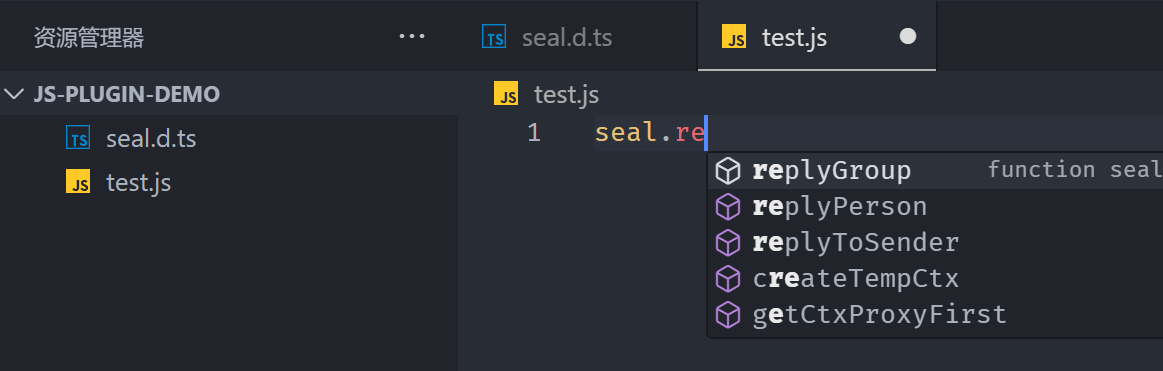 资源管理器 ... TS seal.d.ts JS test.js
JS-PLUGIN-DEMO JS test.js
TS seal.d.ts 1 seal.re
JS test.js
replyGroup function seal
replyPerson
replyToSender
createTempCtx
getCtxProxyFirst